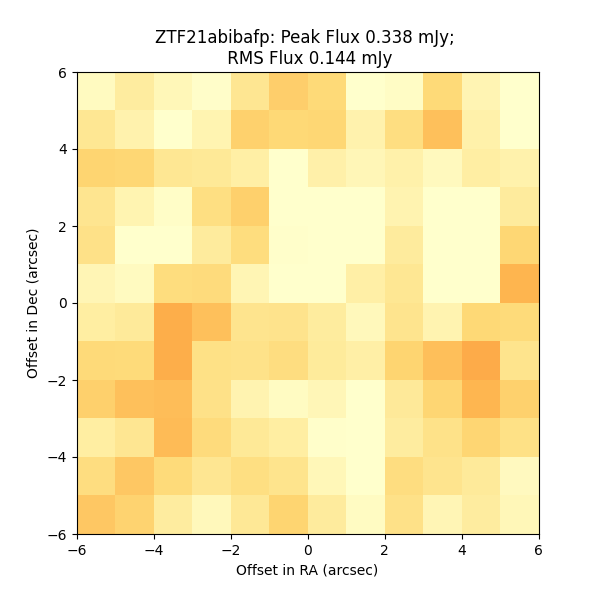 ZTF21abibafp: Peak Flux 0.338 mJy;
RMS Flux 0.144 mJy
6
4
2
0
−2
−4
−6
Offset in Dec (arcsec)
−6 −4 −2 0 2 4 6
Offset in RA (arcsec)